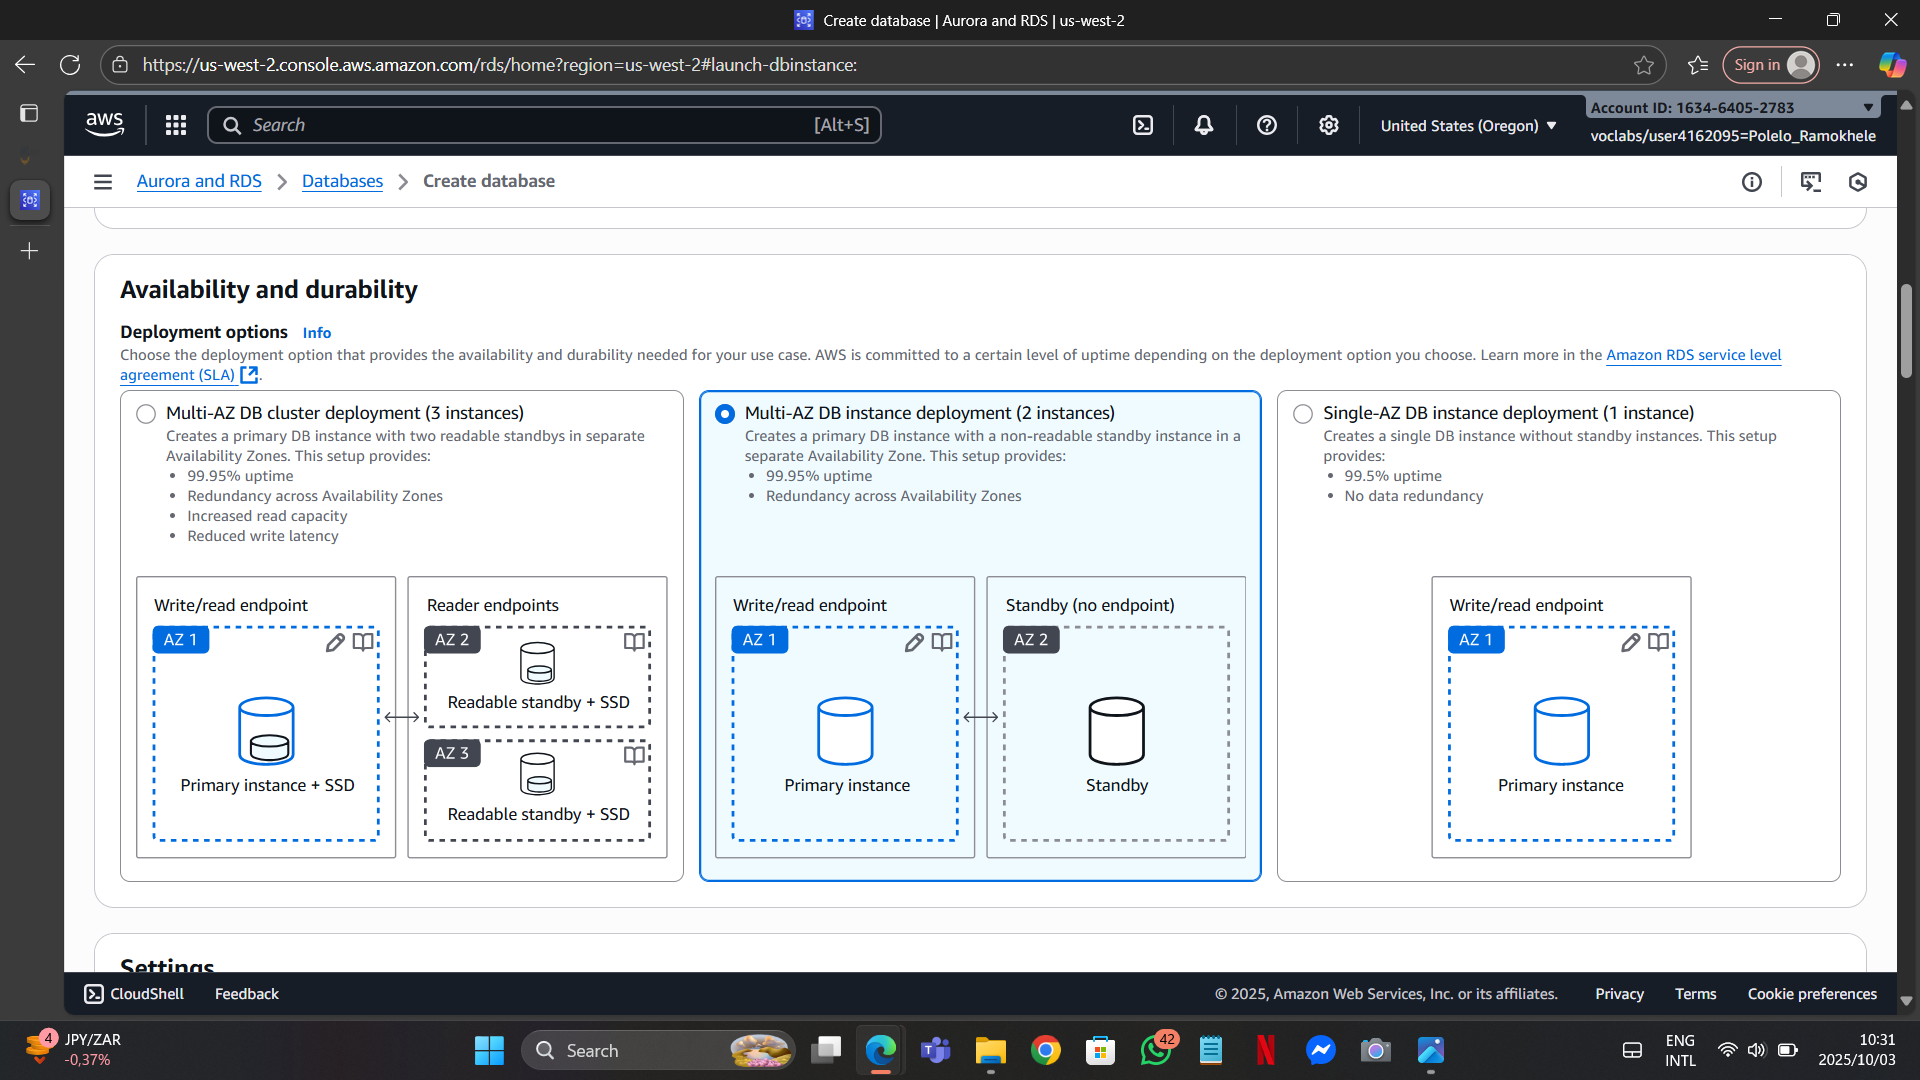 Create database | Aurora and RDS | us-west-2
https://us-west-2.console.aws.amazon.com/rds/home?region=us-west-2#launch-dbinstance:
Sign in
aws
Search
[Alt+S]
United States (Oregon)
Account ID: 1634-6405-2783
voclabs/user4162095=Polelo_Ramokhele
Aurora and RDS
Databases
Create database
Availability and durability
Deployment options Info
Choose the deployment option that provides the availability and durability needed for your use case. AWS is committed to a certain level of uptime depending on the deployment option you choose. Learn more in the Amazon RDS service level
agreement (SLA) .
Multi-AZ DB cluster deployment (3 instances)
Creates a primary DB instance with two readable standbys in separate
Availability Zones. This setup provides:
• 99.95% uptime
• Redundancy across Availability Zones
• Increased read capacity
• Reduced write latency
Write/read endpoint
AZ 1
Primary instance + SSD
Reader endpoints
AZ 2
Readable standby + SSD
AZ 3
Readable standby + SSD
Multi-AZ DB instance deployment (2 instances)
Creates a primary DB instance with a non-readable standby instance in a
separate Availability Zone. This setup provides:
• 99.95% uptime
• Redundancy across Availability Zones
Write/read endpoint
AZ 1
Primary instance
Standby (no endpoint)
AZ 2
Standby
Single-AZ DB instance deployment (1 instance)
Creates a single DB instance without standby instances. This setup
provides:
• 99.5% uptime
• No data redundancy
Write/read endpoint
AZ 1
Primary instance
Settings
CloudShell
Feedback
© 2025, Amazon Web Services, Inc. or its affiliates.
Privacy
Terms
Cookie preferences
4
JPY/ZAR
-0,37%
Search
42
ENG
INTL
10:31
2025/10/03